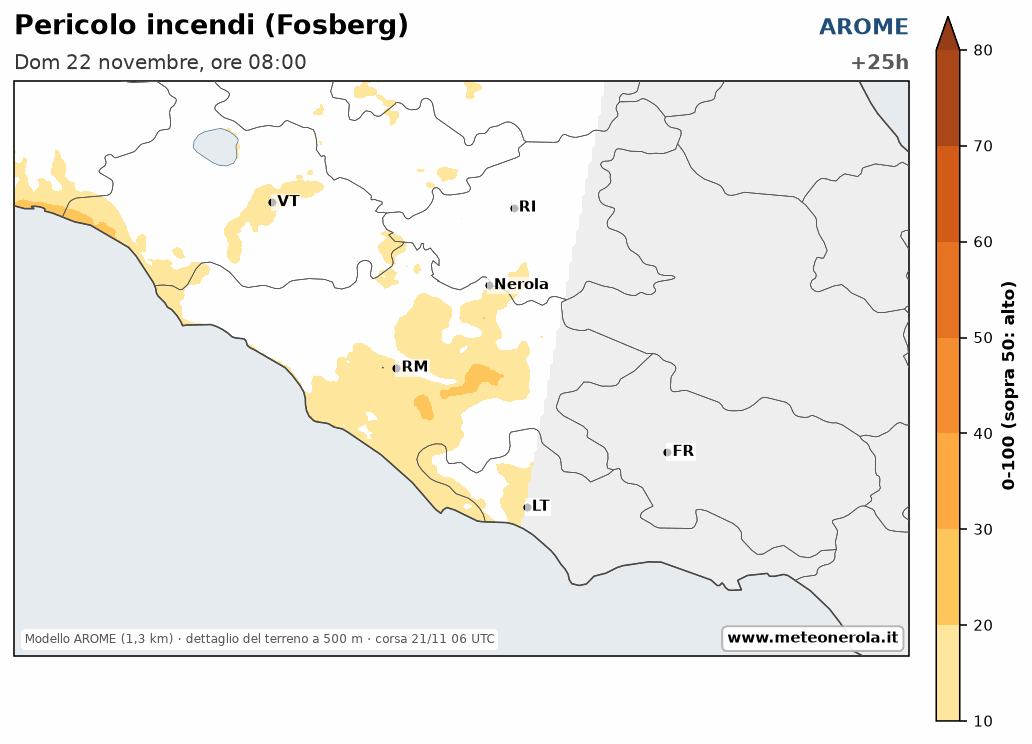 Pericolo incendi (Fosberg)
AROME
Dom 22 novembre, ore 08:00
+25h
VT
RI
Nerola
RM
FR
LT
80
70
60
50
40
30
20
10
0-100 (sopra 50: alto)
Modello AROME (1,3 km) · dettaglio del terreno a 500 m · corsa 21/11 06 UTC
www.meteonerola.it